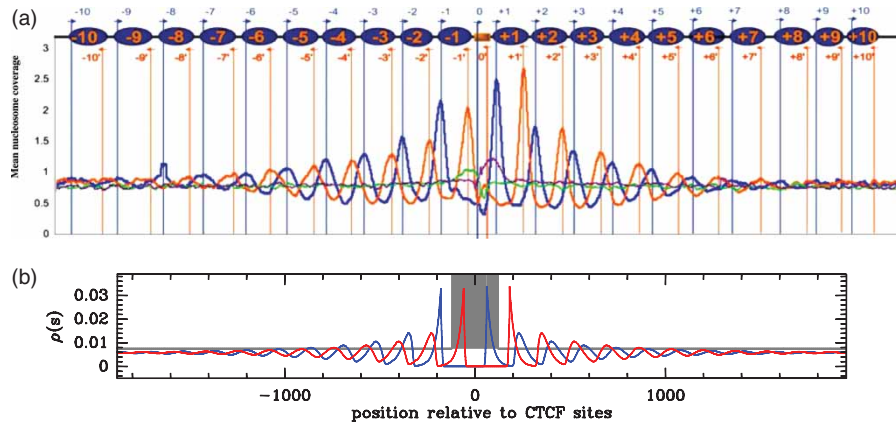 (a)
-10 -9 -8 -7 -6 -5 -4 -3 -2 -1 0 +1 +2 +3 +4 +5 +6 +7 +8 +9 +10
-10 -9 -8 -7 -6 -5 -4 -3 -2 -1 +1 +2 +3 +4 +5 +6 +7 +8 +9 +10
-10' -9' -8' -7' -6' -5' -4' -3' -2' -1' 0' +1' +2' +3' +4' +5' +6' +7' +8' +9' +10'
Mean nucleosome coverage
3
2.5
2
1.5
1
0.5
0
(b)
ρ(s)
0.03
0.02
0.01
0
-1000 0 1000
position relative to CTCF sites